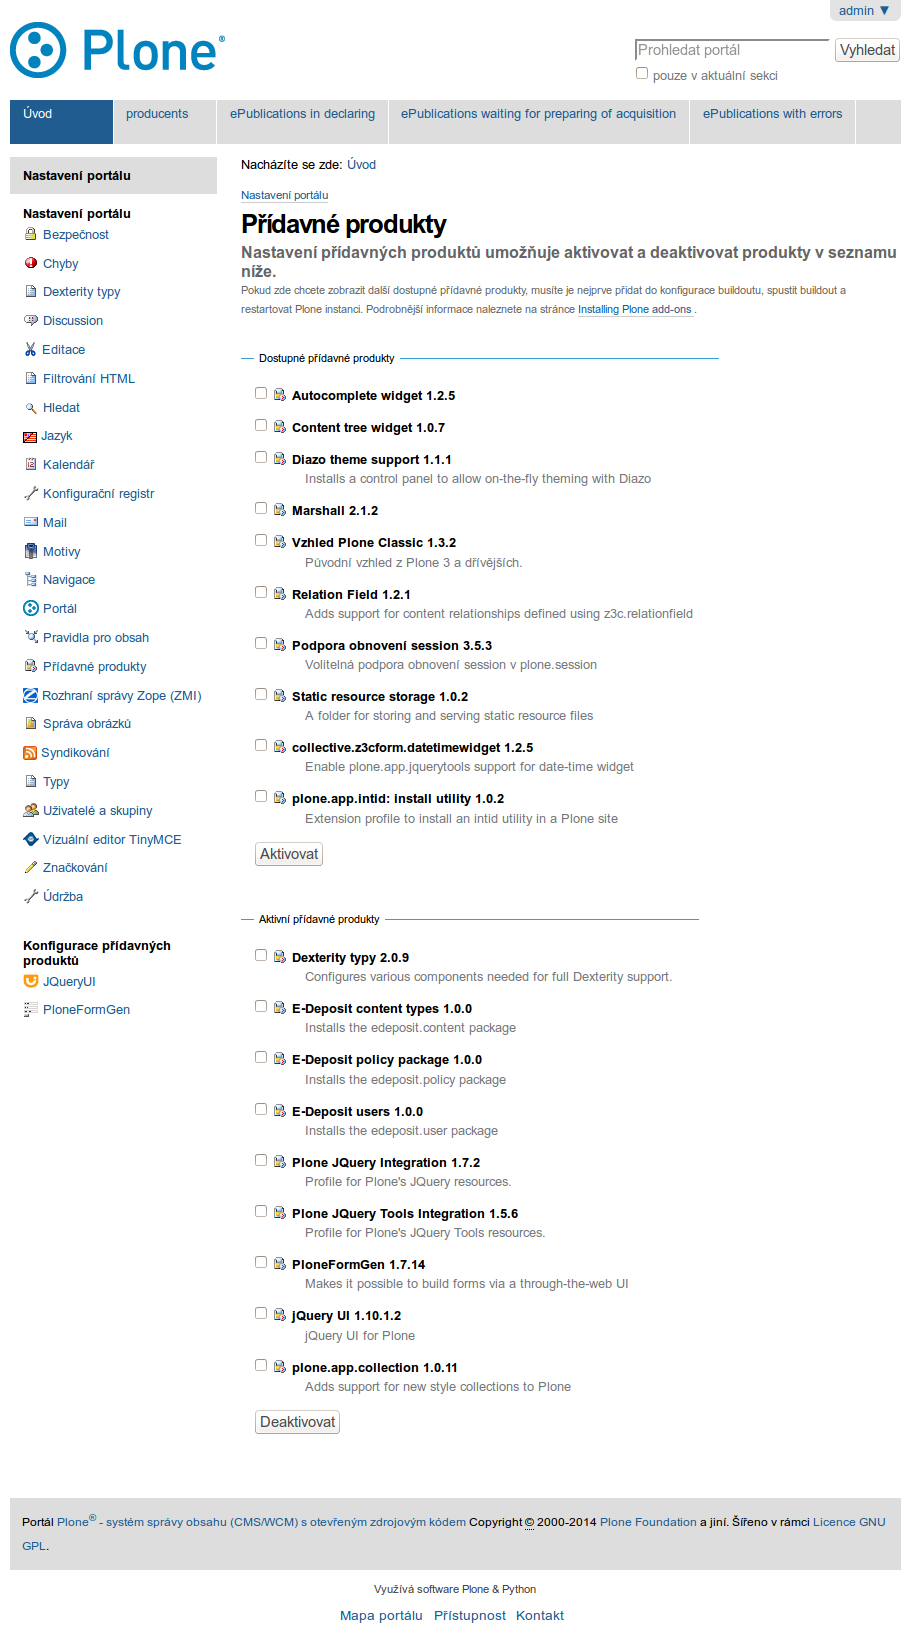 admin ▼
Plone®
Prohledat portál
Vyhledat
pouze v aktuální sekci
Úvod
producents
ePublications in declaring
ePublications waiting for preparing of acquisition
ePublications with errors
Nastavení portálu
Nastavení portálu
Bezpečnost
Chyby
Dexterity typy
Discussion
Editace
Filtrování HTML
Hledat
Jazyk
Kalendář
Konfigurační registr
Mail
Motivy
Navigace
Portál
Pravidla pro obsah
Přídavné produkty
Rozhraní správy Zope (ZMI)
Správa obrázků
Syndikování
Typy
Uživatelé a skupiny
Vizuální editor TinyMCE
Značkování
Údržba
Konfigurace přídavných
produktů
JQueryUI
PloneFormGen
Nacházíte se zde: Úvod
Nastavení portálu
Přídavné produkty
Nastavení přídavných produktů umožňuje aktivovat a deaktivovat produkty v seznamu
níže.
Pokud zde chcete zobrazit další dostupné přídavné produkty, musíte je nejprve přidat do konfigurace buildoutu, spustit buildout a
restartovat Plone instanci. Podrobnější informace naleznete na stránce Installing Plone add-ons .
Dostupné přídavné produkty
Autocomplete widget 1.2.5
Content tree widget 1.0.7
Diazo theme support 1.1.1
Installs a control panel to allow on-the-fly theming with Diazo
Marshall 2.1.2
Vzhled Plone Classic 1.3.2
Původní vzhled z Plone 3 a dřívějších.
Relation Field 1.2.1
Adds support for content relationships defined using z3c.relationfield
Podpora obnovení session 3.5.3
Volitelná podpora obnovení session v plone.session
Static resource storage 1.0.2
A folder for storing and serving static resource files
collective.z3cform.datetimewidget 1.2.5
Enable plone.app.jquerytools support for date-time widget
plone.app.intid: install utility 1.0.2
Extension profile to install an intid utility in a Plone site
Aktivovat
Aktivní přídavné produkty
Dexterity typy 2.0.9
Configures various components needed for full Dexterity support.
E-Deposit content types 1.0.0
Installs the edeposit.content package
E-Deposit policy package 1.0.0
Installs the edeposit.policy package
E-Deposit users 1.0.0
Installs the edeposit.user package
Plone JQuery Integration 1.7.2
Profile for Plone's JQuery resources.
Plone JQuery Tools Integration 1.5.6
Profile for Plone's JQuery Tools resources.
PloneFormGen 1.7.14
Makes it possible to build forms via a through-the-web UI
jQuery UI 1.10.1.2
jQuery UI for Plone
plone.app.collection 1.0.11
Adds support for new style collections to Plone
Deaktivovat
Portál Plone® - systém správy obsahu (CMS/WCM) s otevřeným zdrojovým kódem Copyright © 2000-2014 Plone Foundation a jiní. Šířeno v rámci Licence GNU
GPL.
Využívá software Plone & Python
Mapa portálu Přístupnost Kontakt